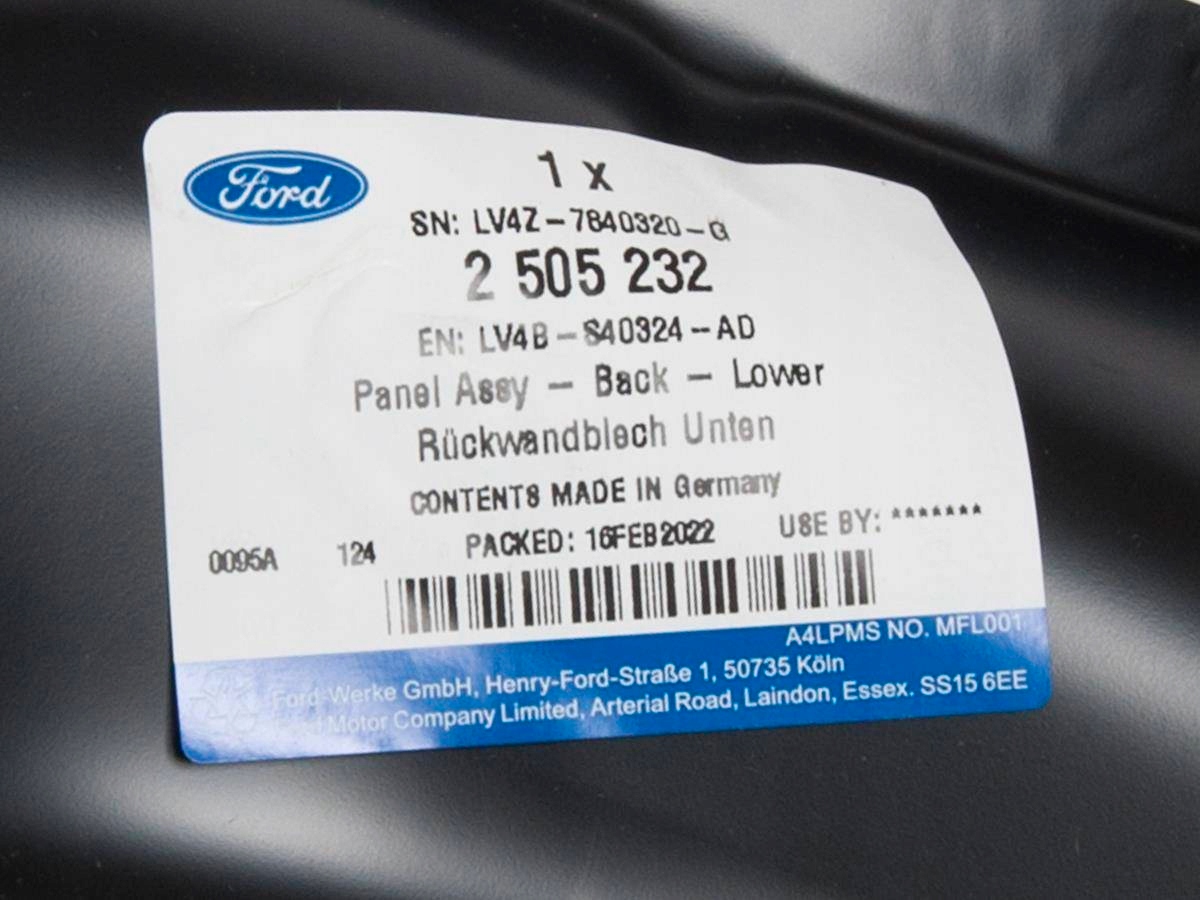 Ford
1 x
SN: LV4Z-7840320-G
2 505 232
EN: LV4B-S40324-AD
Panel Assy - Back - Lower
Rückwandblech Unten
CONTENTS MADE IN Germany
PACKED: 16FEB2022 USE BY: *******
0095A 124
A4LPMS NO. MFL001
Ford-Werke GmbH, Henry-Ford-Straße 1, 50735 Köln
Ford Motor Company Limited, Arterial Road, Laindon, Essex. SS15 6EE